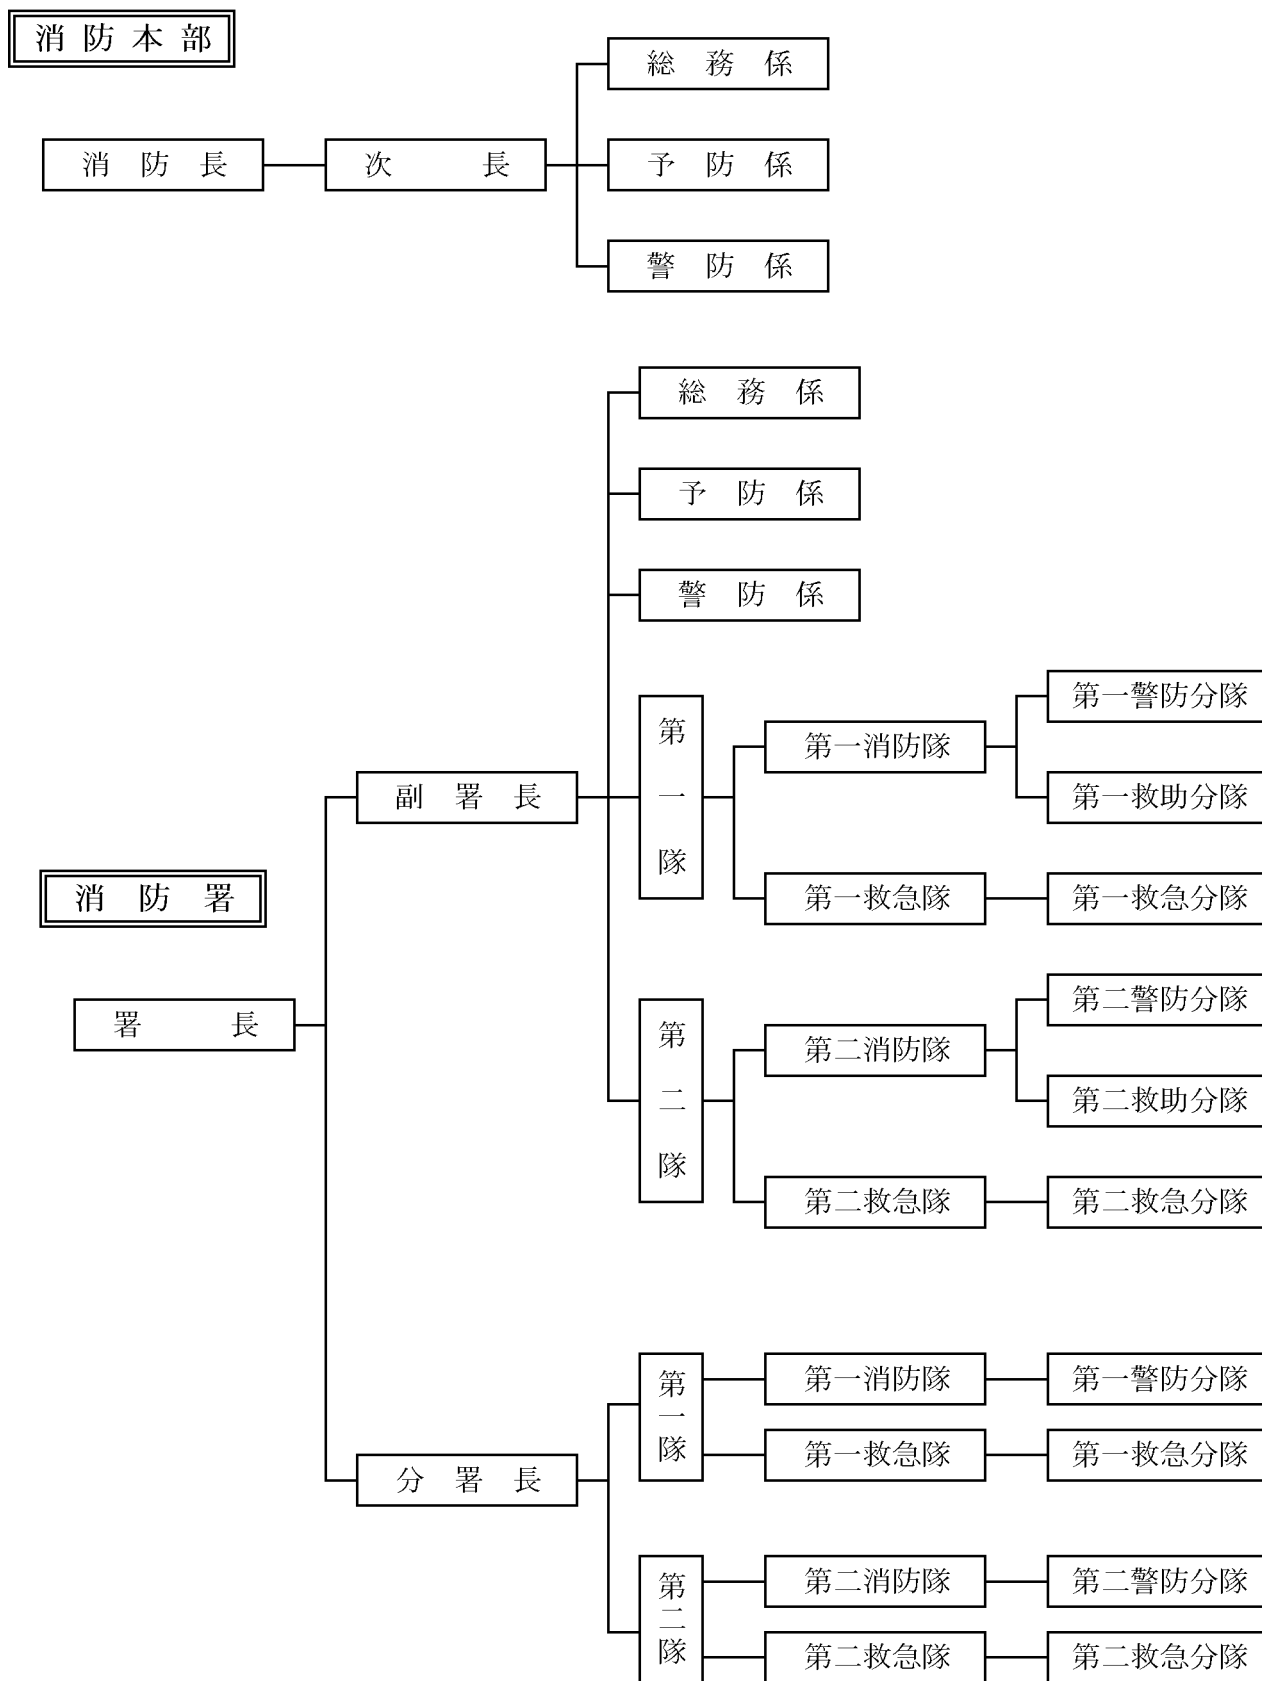 消防本部
総務係
消防長
次長
予防係
警防係
総務係
予防係
警防係
副署長
第一隊
第一消防隊
第一警防分隊
第一救助分隊
第一救急隊
第一救急分隊
消防署
署長
第二隊
第二消防隊
第二警防分隊
第二救助分隊
第二救急隊
第二救急分隊
分署長
第一隊
第一消防隊
第一警防分隊
第一救急隊
第一救急分隊
第二隊
第二消防隊
第二警防分隊
第二救急隊
第二救急分隊